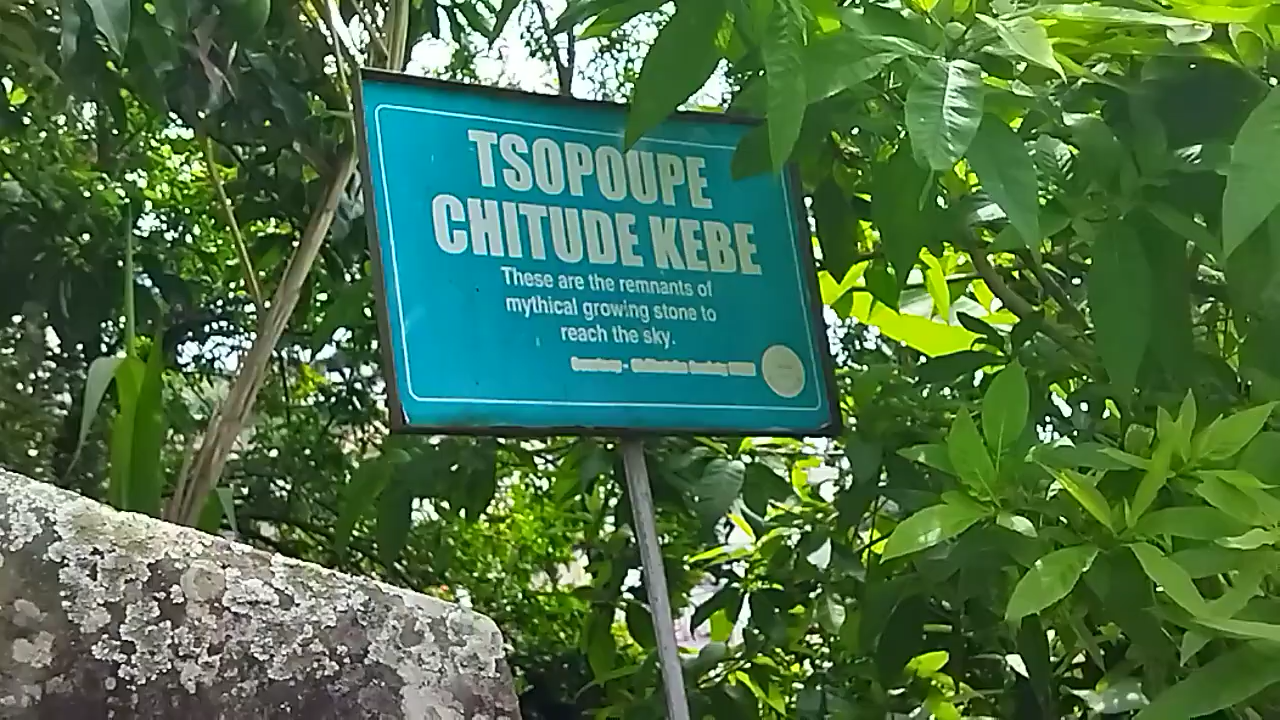 TSOPOUPE
CHITUDE KEBE
These are the remnants of
mythical growing stone to
reach the sky.